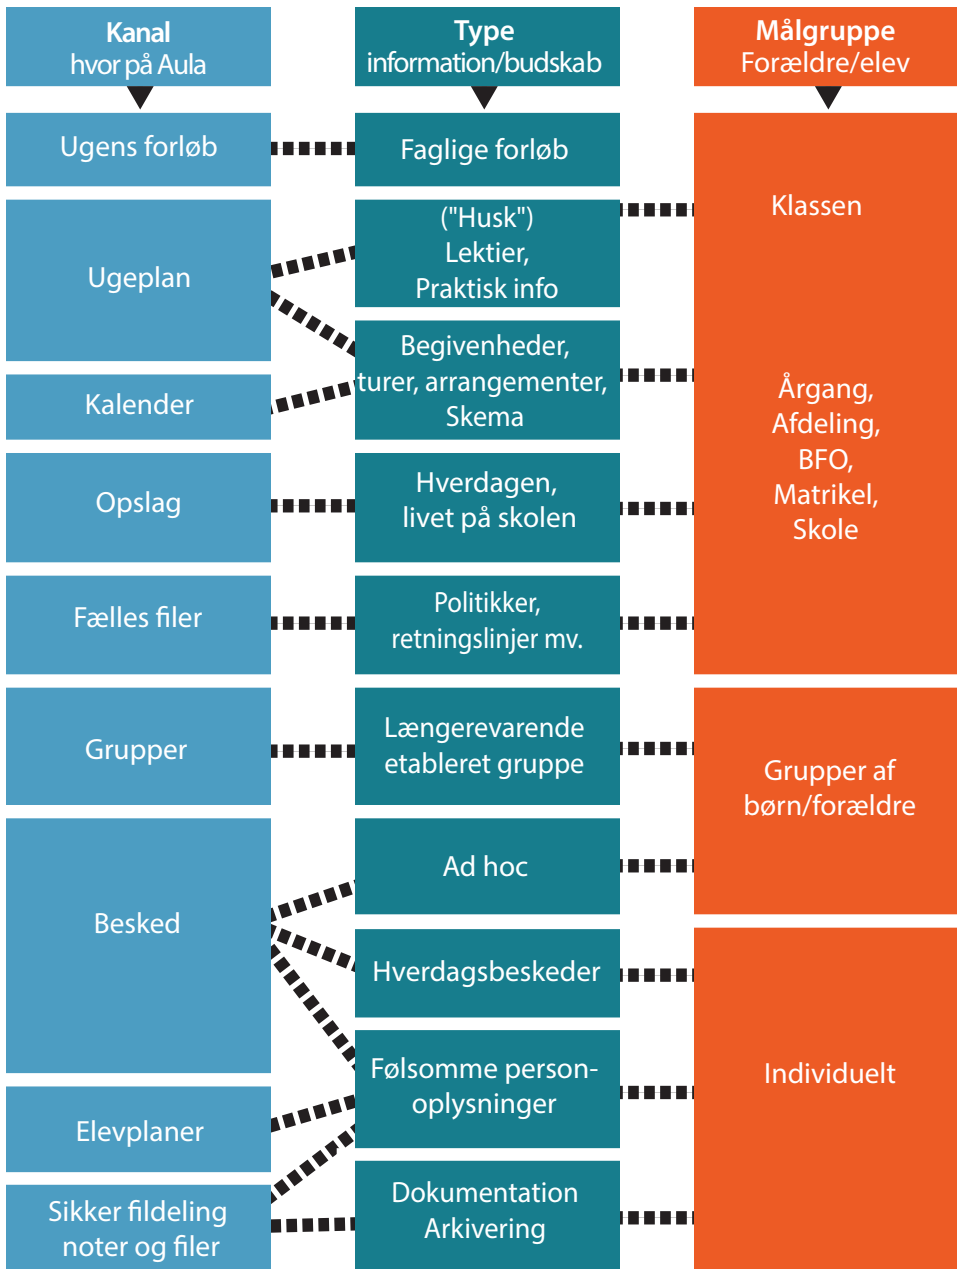 Kanal
hvor på Aula
Type
information/budskab
Målgruppe
Forældre/elev
Ugens forløb
Faglige forløb
Klassen
Ugeplan
("Husk")
Lektier,
Praktisk info
Kalender
Begivenheder,
turer, arrangementer,
Skema
Årgang,
Afdeling,
BFO,
Matrikel,
Skole
Opslag
Hverdagen,
livet på skolen
Fælles filer
Politikker,
retningslinjer mv.
Grupper
Længerevarende
etableret gruppe
Grupper af
børn/forældre
Besked
Ad hoc
Hverdagsbeskeder
Følsomme person-
oplysninger
Individuelt
Elevplaner
Sikker fildeling
noter og filer
Dokumentation
Arkivering